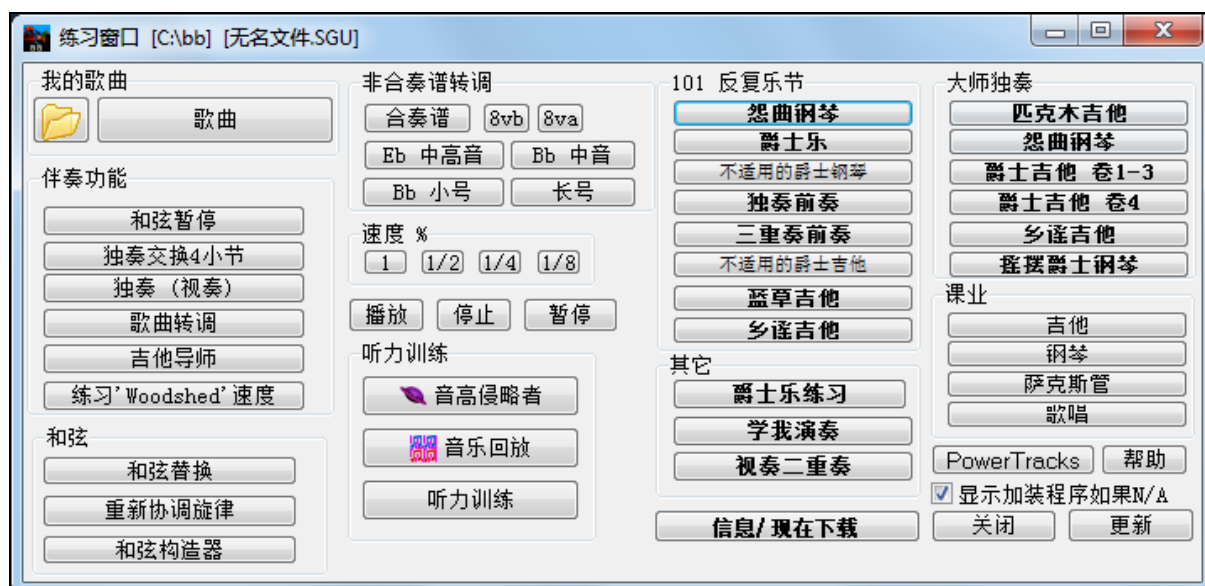 练习窗口 [C:\bb] [无名文件.SGU]
我的歌曲
歌曲
伴奏功能
和弦暂停
独奏交换4小节
独奏 (视奏)
歌曲转调
吉他导师
练习'Woodshed'速度
和弦
和弦替换
重新协调旋律
和弦构造器
非合奏谱转调
合奏谱 8vb 8va
Eb 中高音 Bb 中音
Bb 小号 长号
速度 %
1 1/2 1/4 1/8
播放 停止 暂停
听力训练
音高侵略者
音乐回放
听力训练
101 反复乐节
怨曲钢琴
爵士乐
不适用的爵士钢琴
独奏前奏
三重奏前奏
不适用的爵士吉他
蓝草吉他
乡谣吉他
其它
爵士乐练习
学我演奏
视奏二重奏
信息/现在下载
大师独奏
匹克木吉他
怨曲钢琴
爵士吉他 卷1-3
爵士吉他 卷4
乡谣吉他
摇摆爵士钢琴
课业
吉他
钢琴
萨克斯管
歌唱
PowerTracks 帮助
显示加装程序如果N/A
关闭 更新